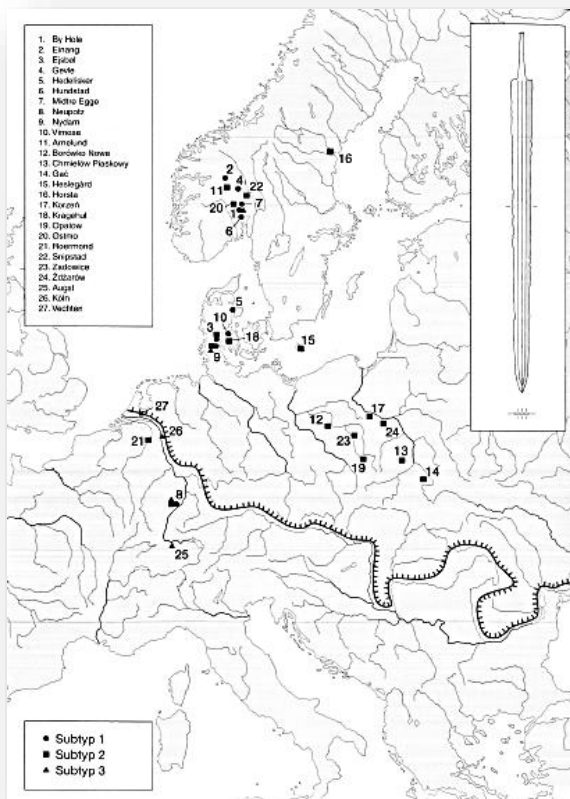 1. By Hole
2. Einang
3. Ejsbøl
4. Gevle
5. Hedelisker
6. Hundstad
7. Midtre Egge
8. Neupotz
9. Nydam
10. Vimose
11. Arnelund
12. Borówko Nowe
13. Chmielów Piaskowy
14. Gać
15. Heslegård
16. Horsta
17. Korzeń
18. Kragehul
19. Opatów
20. Ostmo
21. Roermond
22. Snipstad
23. Zadowice
24. Żdżarów
25. Augst
26. Köln
27. Vechten
2
4
11
22
20
7
1
6
16
5
10
3
18
9
15
27
26
21
8
25
12
17
24
23
19
13
14
Subtyp 1
Subtyp 2
Subtyp 3